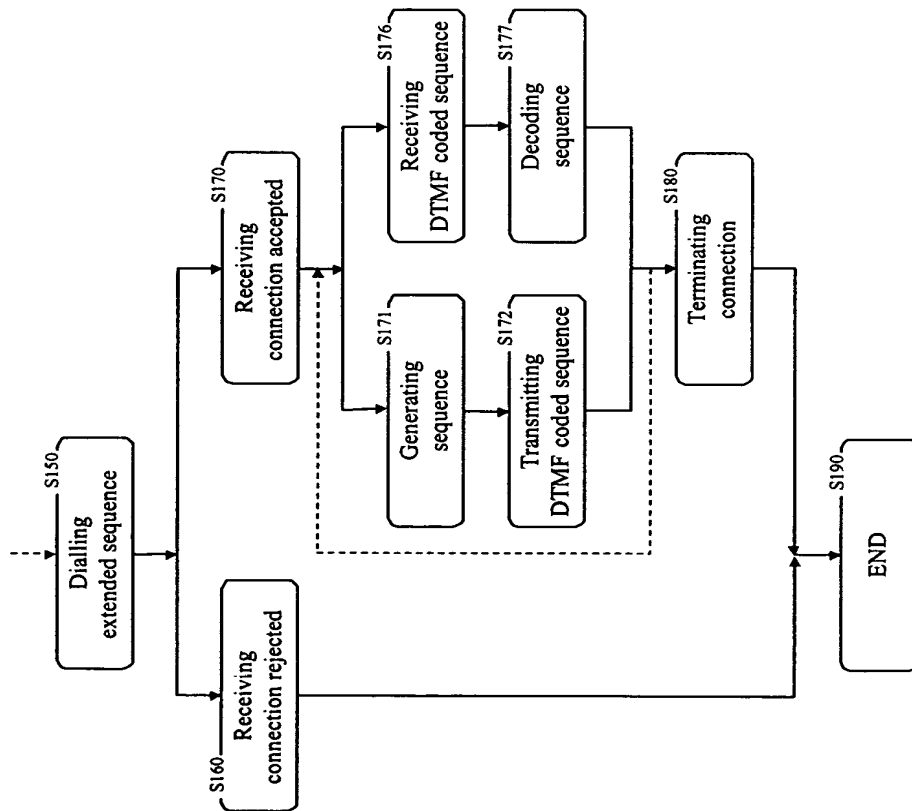 S150
Dialling
extended sequence
S160
Receiving
connection rejected
S170
Receiving
connection accepted
S171
Generating
sequence
S172
Transmitting
DTMF coded sequence
S176
Receiving
DTMF coded sequence
S177
Decoding
sequence
S180
Terminating
connection
S190
END